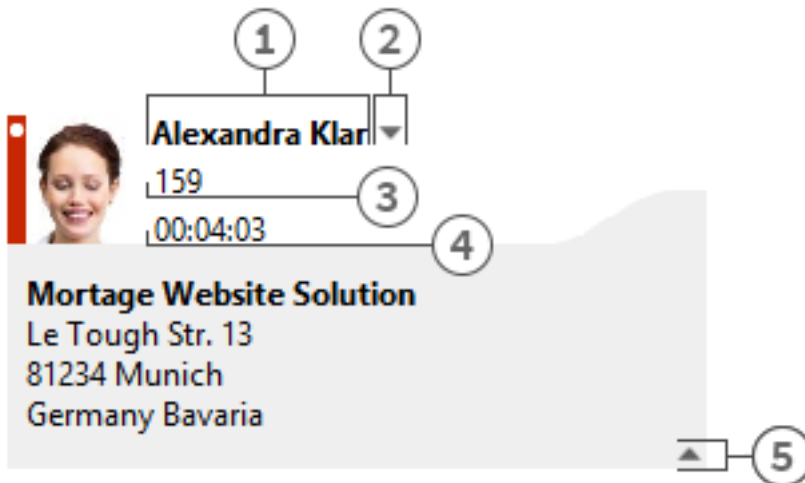 1 2
Alexandra Klar
159
3
00:04:03
4
Mortage Website Solution
Le Tough Str. 13
81234 Munich
Germany Bavaria
5